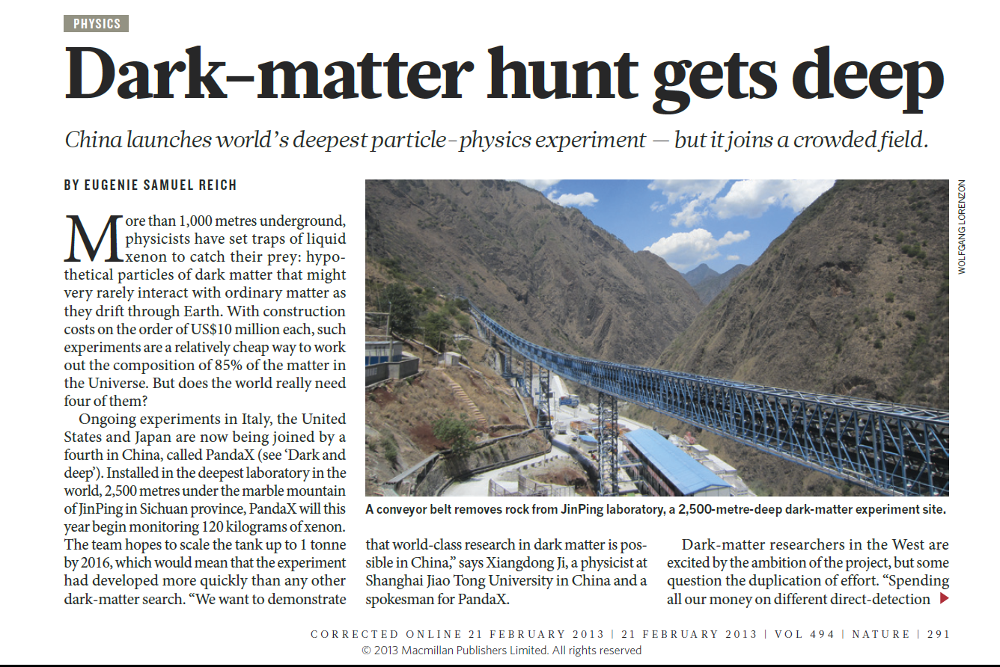 PHYSICS
Dark-matter hunt gets deep
China launches world's deepest particle-physics experiment — but it joins a crowded field.
BY EUGENIE SAMUEL REICH
More than 1,000 metres underground,
physicists have set traps of liquid
xenon to catch their prey: hypo-
thetical particles of dark matter that might
very rarely interact with ordinary matter as
they drift through Earth. With construction
costs on the order of US$10 million each, such
experiments are a relatively cheap way to work
out the composition of 85% of the matter in
the Universe. But does the world really need
four of them?
Ongoing experiments in Italy, the United
States and Japan are now being joined by a
fourth in China, called PandaX (see 'Dark and
deep'). Installed in the deepest laboratory in the
world, 2,500 metres under the marble mountain
of JinPing in Sichuan province, PandaX will this
year begin monitoring 120 kilograms of xenon.
The team hopes to scale the tank up to 1 tonne
by 2016, which would mean that the experiment
had developed more quickly than any other
dark-matter search. “We want to demonstrate
WOLFGANG LORENZON
A conveyor belt removes rock from JinPing laboratory, a 2,500-metre-deep dark-matter experiment site.
that world-class research in dark matter is pos-
sible in China,” says Xiangdong Ji, a physicist at
Shanghai Jiao Tong University in China and a
spokesman for PandaX.
Dark-matter researchers in the West are
excited by the ambition of the project, but some
question the duplication of effort. “Spending
all our money on different direct-detection
CORRECTED ONLINE 21 FEBRUARY 2013 | 21 FEBRUARY 2013 | VOL 494 | NATURE | 291
© 2013 Macmillan Publishers Limited. All rights reserved